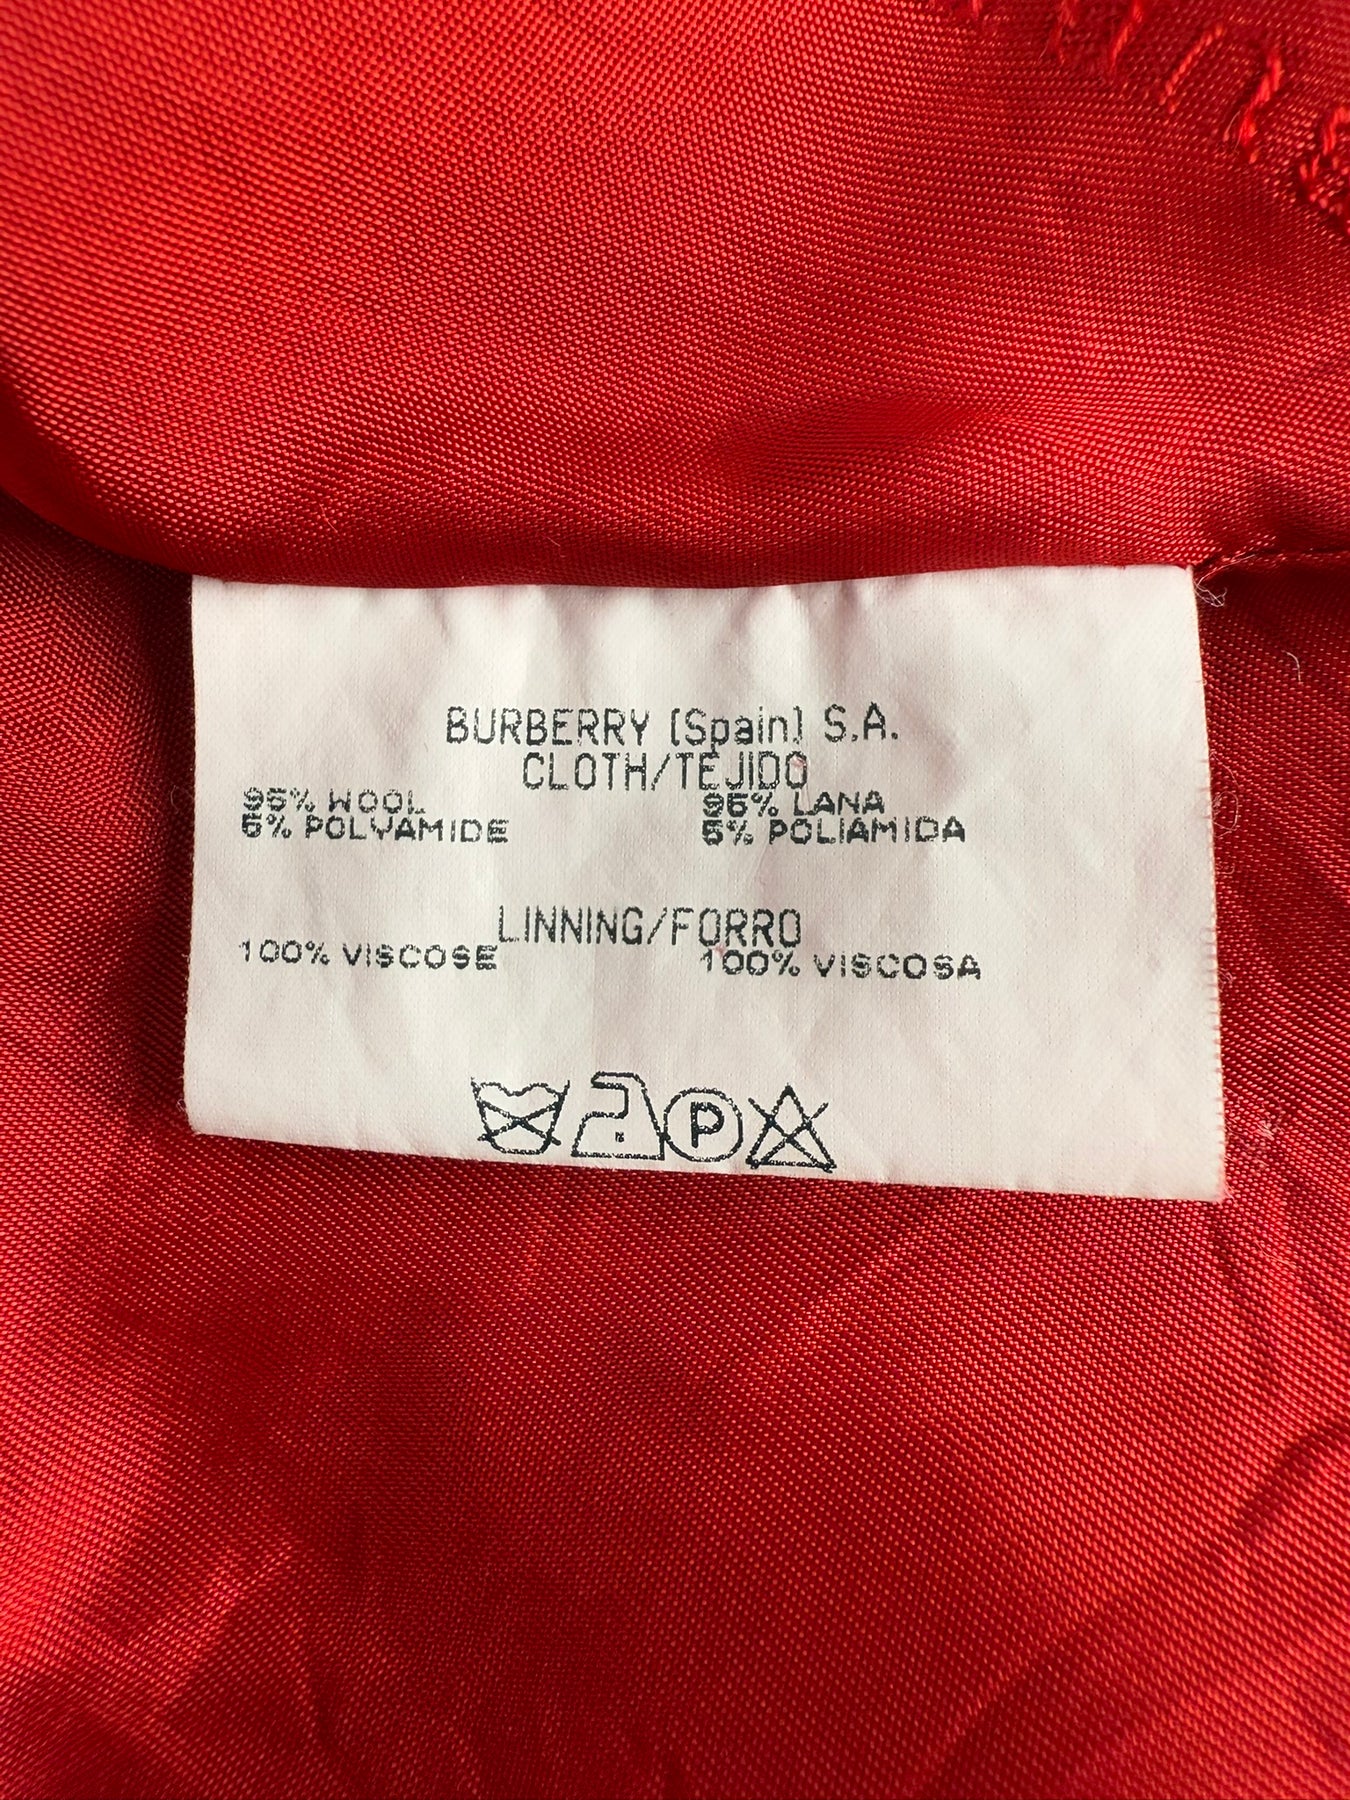 BURBERRY (Spain) S.A.
CLOTH/TEJIDO
95% WOOL 95% LANA
5% POLYAMIDE 5% POLIAMIDA
LINNING/FORRO
100% VISCOSE 100% VISCOSA
P